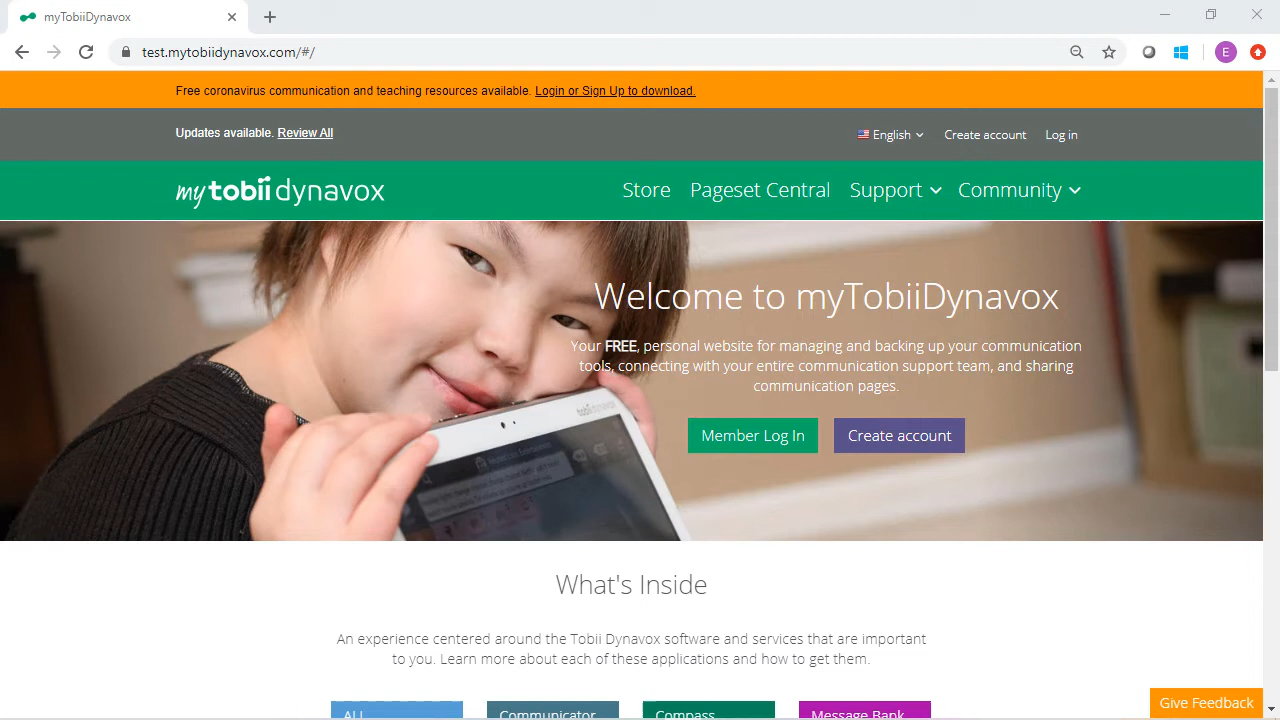 myTobiiDynavox
test.mytobiidynavox.com/#/
E
Free coronavirus communication and teaching resources available. Login or Sign Up to download.
Updates available. Review All
English
Create account
Log in
my tobii dynavox
Store
Pageset Central
Support
Community
Welcome to myTobiiDynavox
Your FREE, personal website for managing and backing up your communication
tools, connecting with your entire communication support team, and sharing
communication pages.
tobii dynavox
Member Log In
Create account
What's Inside
An experience centered around the Tobii Dynavox software and services that are important
to you. Learn more about each of these applications and how to get them.
ALL
Communicator
Compass
Message Bank
Give Feedback